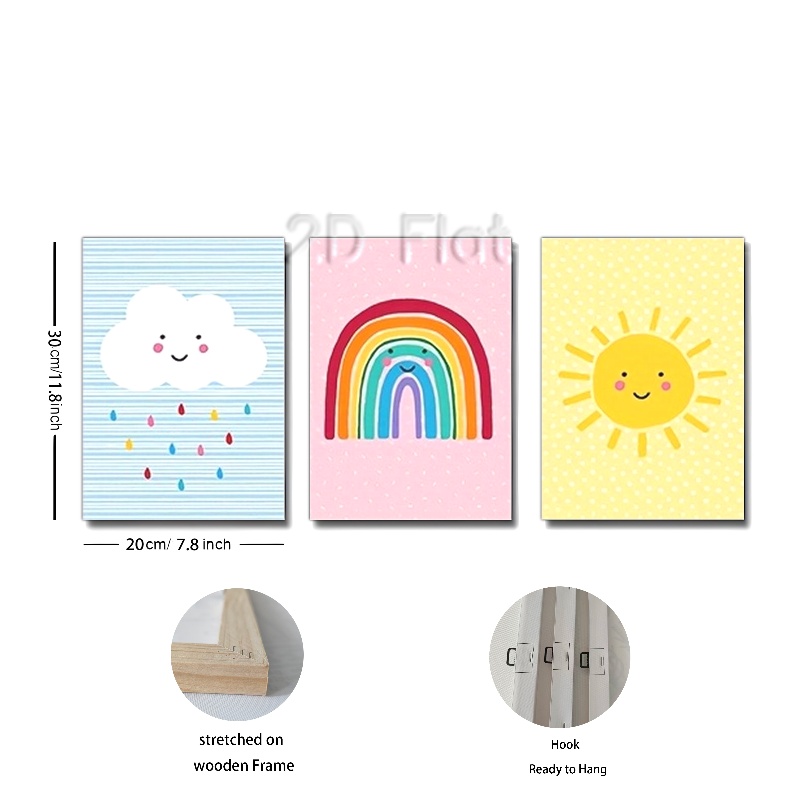 2D Flat
30cm/11.8inch
20cm/ 7.8 inch
stretched on
wooden Frame
Hook
Ready to Hang